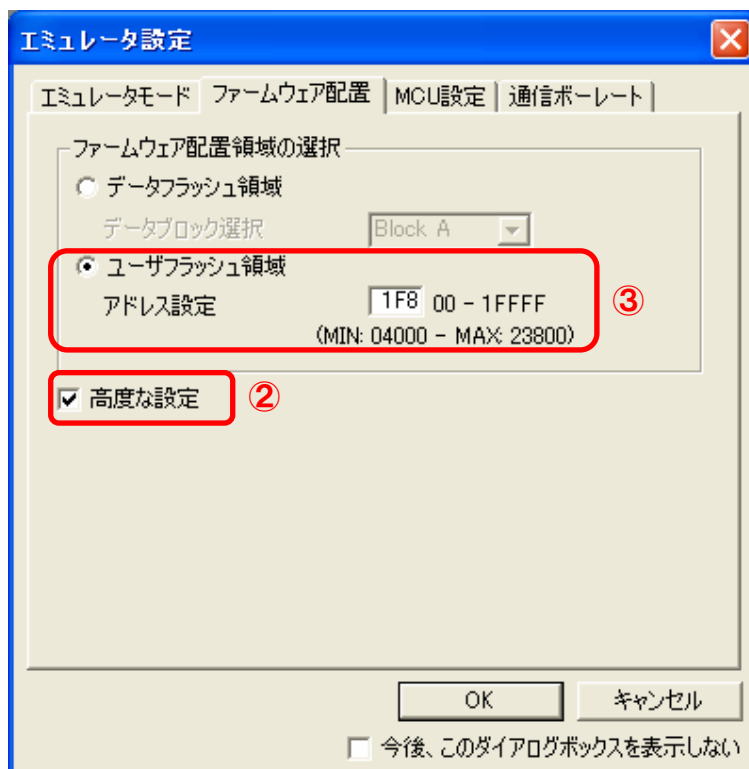 エミュレータ設定
エミュレータモード ファームウェア配置 MCU設定 通信ボーレート
ファームウェア配置領域の選択
データフラッシュ領域
データブロック選択 Block A
ユーザフラッシュ領域
アドレス設定 1F8 00 - 1FFFF ③
(MIN: 04000 - MAX: 23800)
高度な設定 ②
OK キャンセル
今後、このダイアログボックスを表示しない